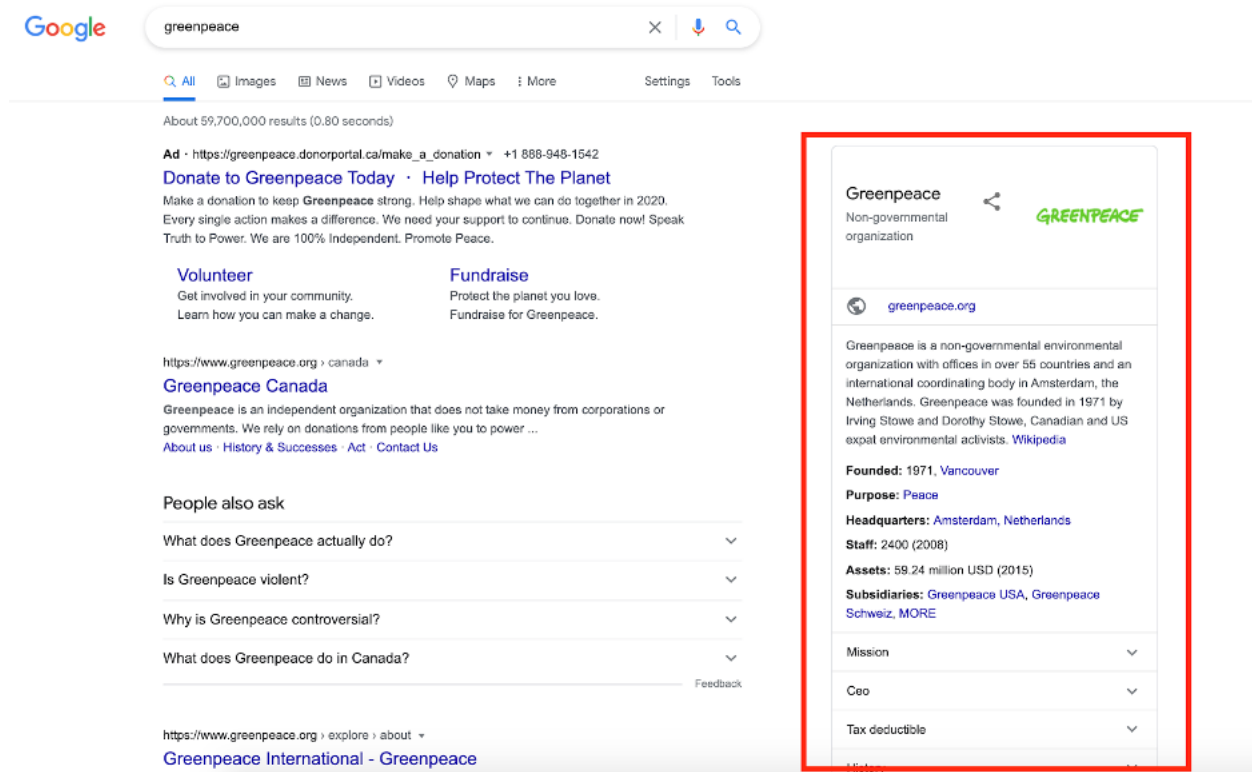 Google
greenpeace
All Images News Videos Maps More Settings Tools
About 59,700,000 results (0.80 seconds)
Ad · https://greenpeace.donorportal.ca/make_a_donation +1 888-948-1542
Donate to Greenpeace Today · Help Protect The Planet
Make a donation to keep Greenpeace strong. Help shape what we can do together in 2020.
Every single action makes a difference. We need your support to continue. Donate now! Speak
Truth to Power. We are 100% Independent. Promote Peace.
Volunteer
Get involved in your community.
Learn how you can make a change.
Fundraise
Protect the planet you love.
Fundraise for Greenpeace.
https://www.greenpeace.org › canada
Greenpeace Canada
Greenpeace is an independent organization that does not take money from corporations or
governments. We rely on donations from people like you to power ...
About us · History & Successes · Act · Contact Us
People also ask
What does Greenpeace actually do?
Is Greenpeace violent?
Why is Greenpeace controversial?
What does Greenpeace do in Canada?
Feedback
https://www.greenpeace.org › explore › about
Greenpeace International - Greenpeace
Greenpeace
Non-governmental
organization
GREENPEACE
greenpeace.org
Greenpeace is a non-governmental environmental
organization with offices in over 55 countries and an
international coordinating body in Amsterdam, the
Netherlands. Greenpeace was founded in 1971 by
Irving Stowe and Dorothy Stowe, Canadian and US
expat environmental activists. Wikipedia
Founded: 1971, Vancouver
Purpose: Peace
Headquarters: Amsterdam, Netherlands
Staff: 2400 (2008)
Assets: 59.24 million USD (2015)
Subsidiaries: Greenpeace USA, Greenpeace
Schweiz, MORE
Mission
Ceo
Tax deductible
History